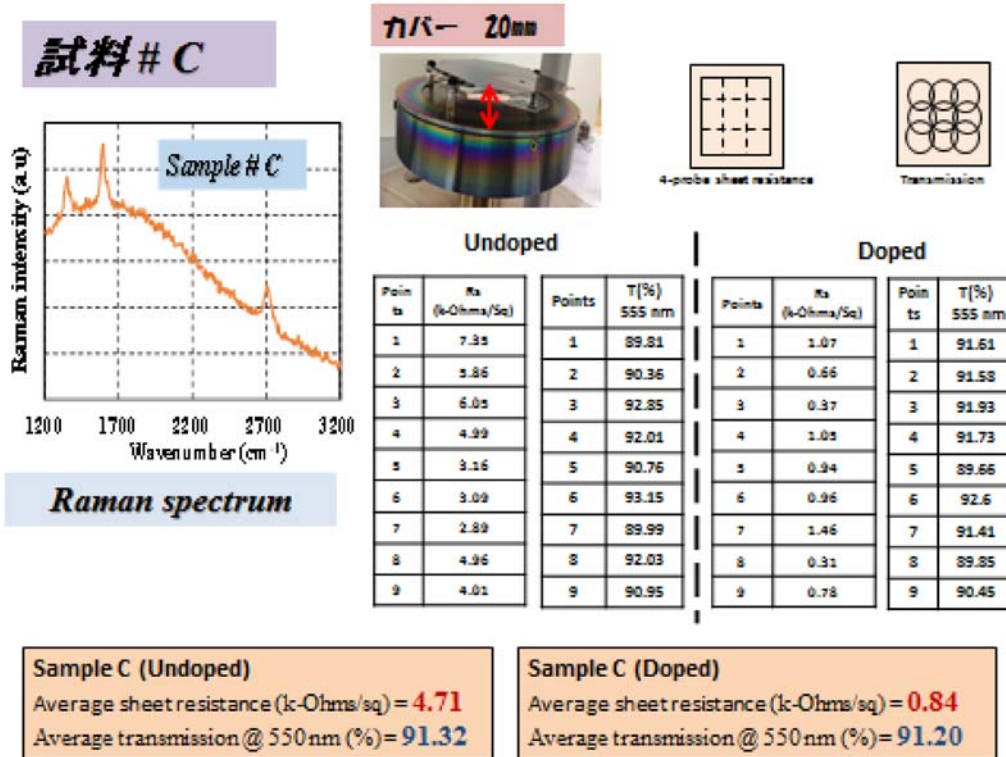 試料 # C
カバー 20mm
Sample # C
Raman intensity (a.u)
1200 1700 2200 2700 3200
Wavenumber (cm⁻¹)
Raman spectrum
4-probe sheet resistance
Transmission
Undoped
Points Rs (k-Ohms/Sq)
1 7.35
2 5.86
3 6.05
4 4.99
5 3.16
6 3.09
7 2.89
8 4.96
9 4.01
Points T(%) 555 nm
1 89.81
2 90.36
3 92.85
4 92.01
5 90.76
6 93.15
7 89.99
8 92.03
9 90.95
Doped
Points Rs (k-Ohms/Sq)
1 1.07
2 0.66
3 0.37
4 1.05
5 0.94
6 0.96
7 1.46
8 0.31
9 0.78
Points T(%) 555 nm
1 91.61
2 91.58
3 91.93
4 91.73
5 89.66
6 92.6
7 91.41
8 89.85
9 90.45
Sample C (Undoped)
Average sheet resistance (k-Ohms/sq) = 4.71
Average transmission @ 550 nm (%) = 91.32
Sample C (Doped)
Average sheet resistance (k-Ohms/sq) = 0.84
Average transmission @ 550 nm (%) = 91.20